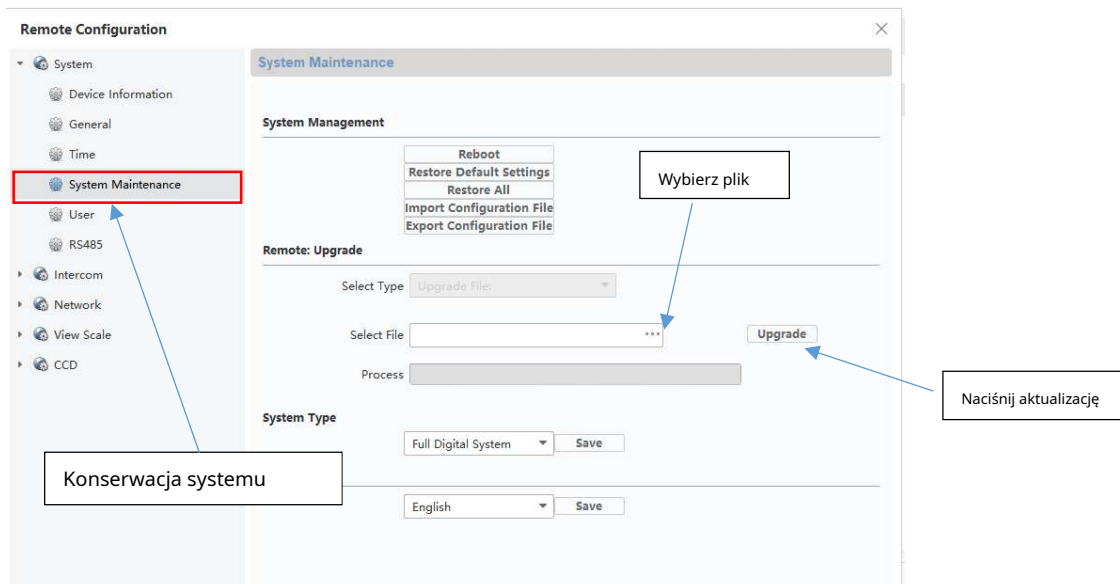 Remote Configuration
System
Device Information
General
Time
System Maintenance
User
RS485
Intercom
Network
View Scale
CCD
System Maintenance
System Management
Reboot
Restore Default Settings
Restore All
Import Configuration File
Export Configuration File
Wybierz plik
Remote: Upgrade
Select Type Upgrade File:
Select File ... Upgrade
Process
Naciśnij aktualizację
System Type
Full Digital System Save
Konserwacja systemu
English Save